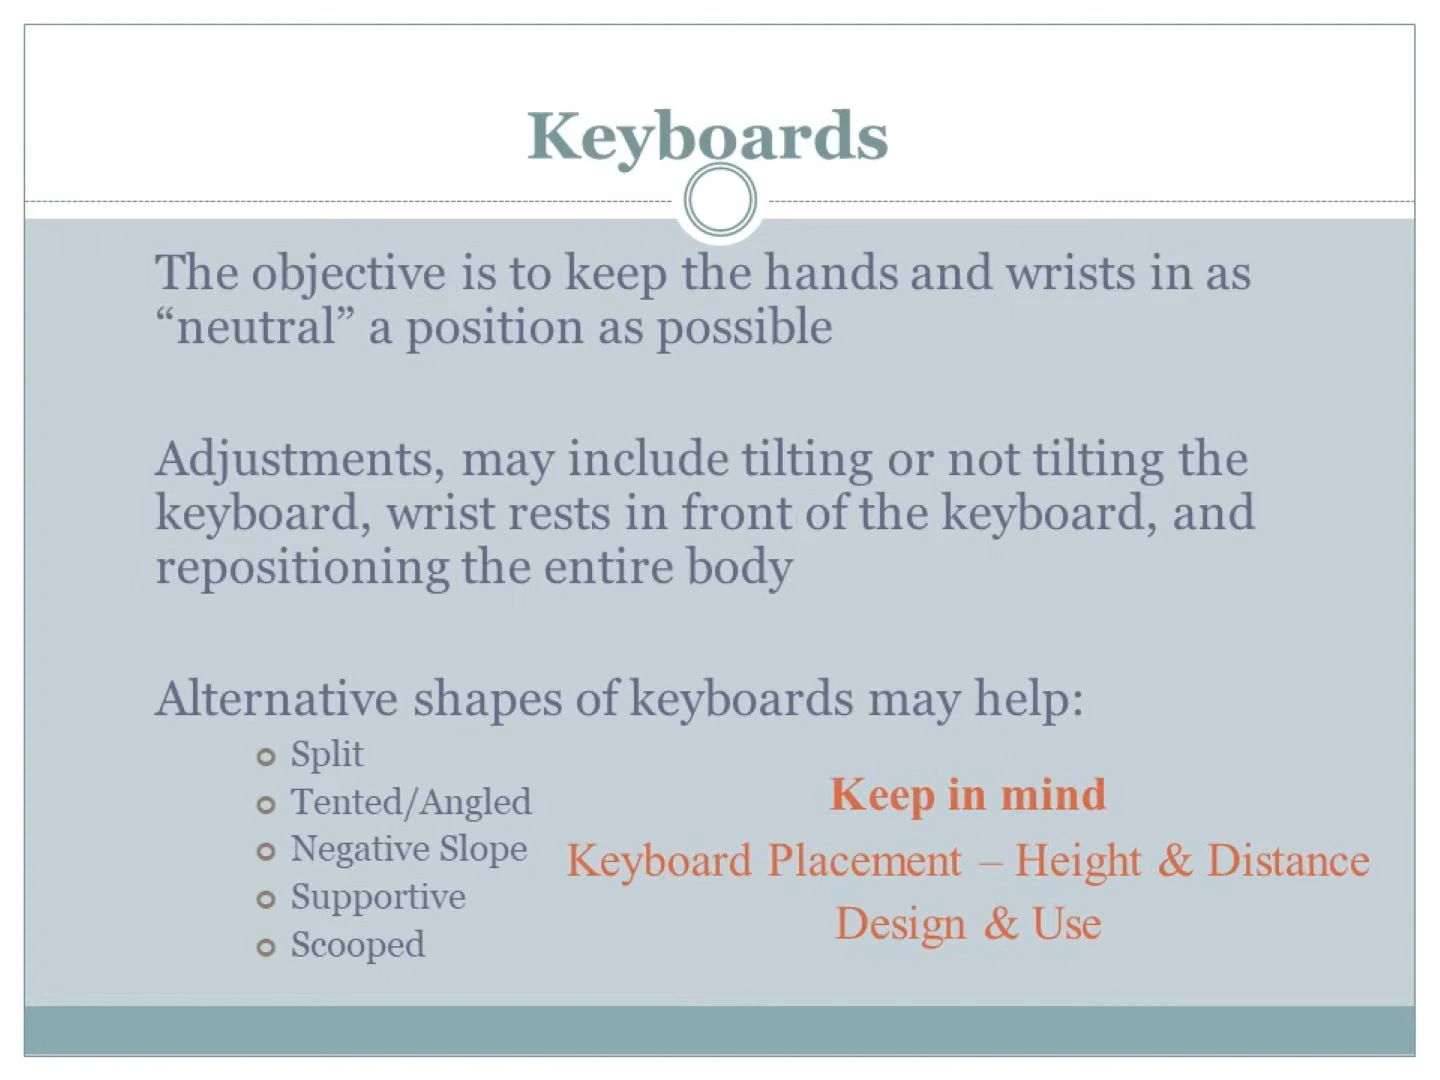 Keyboards
The objective is to keep the hands and wrists in as
“neutral” a position as possible
Adjustments, may include tilting or not tilting the
keyboard, wrist rests in front of the keyboard, and
repositioning the entire body
Alternative shapes of keyboards may help:
Split
Tented/Angled
Negative Slope
Supportive
Scooped
Keep in mind
Keyboard Placement – Height & Distance
Design & Use